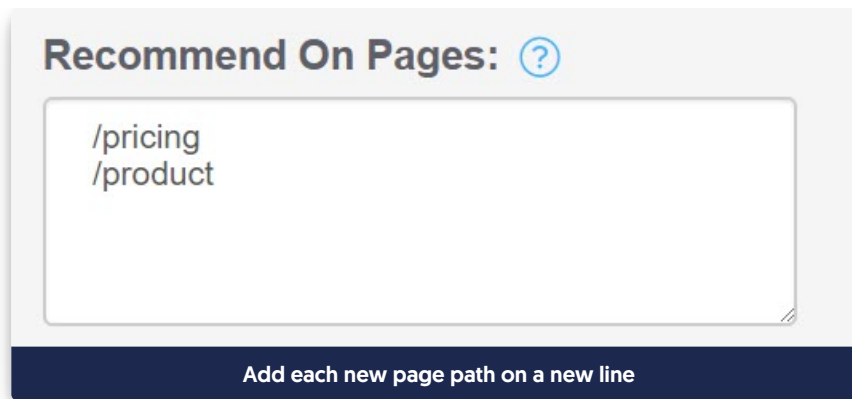 Recommend On Pages: ?
/pricing
/product
Add each new page path on a new line